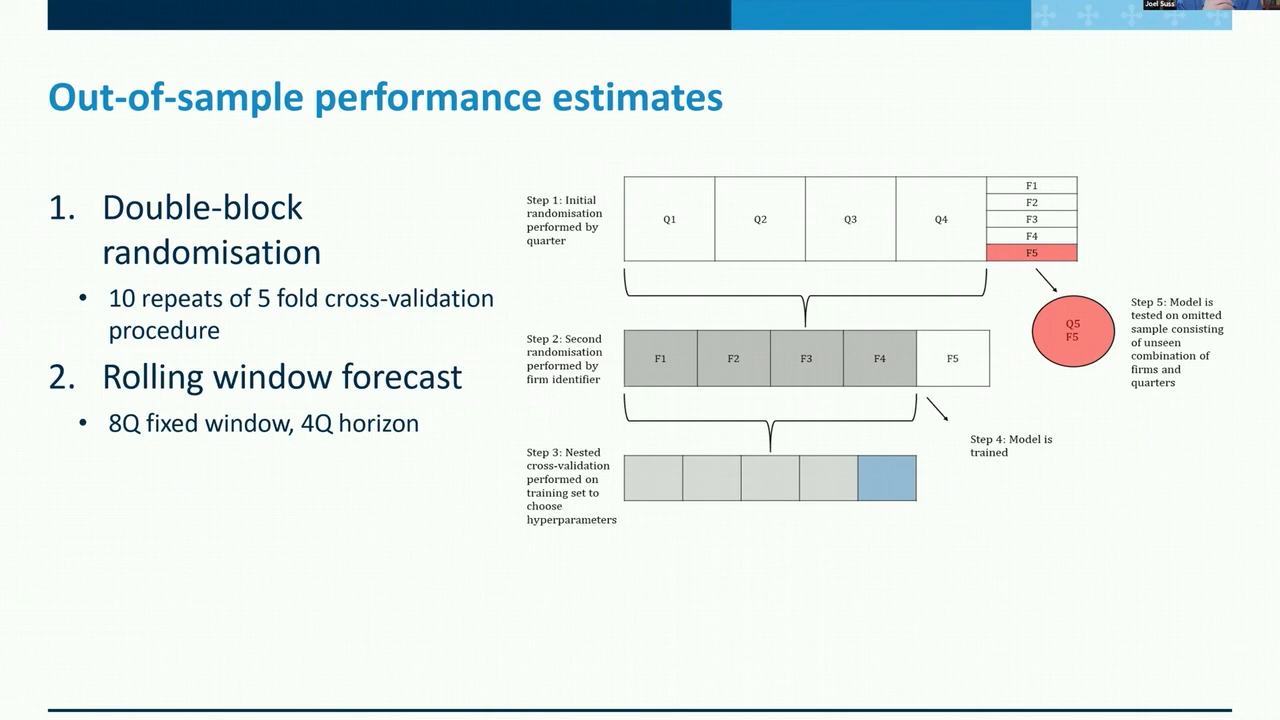 Joel Suss
Out-of-sample performance estimates
1. Double-block
randomisation
• 10 repeats of 5 fold cross-validation
procedure
2. Rolling window forecast
• 8Q fixed window, 4Q horizon
Step 1: Initial
randomisation
performed by
quarter
Q1 Q2 Q3 Q4
F1
F2
F3
F4
F5
Step 2: Second
randomisation
performed by
firm identifier
F1 F2 F3 F4 F5
Q5
F5
Step 5: Model is
tested on omitted
sample consisting
of unseen
combination of
firms and
quarters
Step 3: Nested
cross-validation
performed on
training set to
choose
hyperparameters
Step 4: Model is
trained